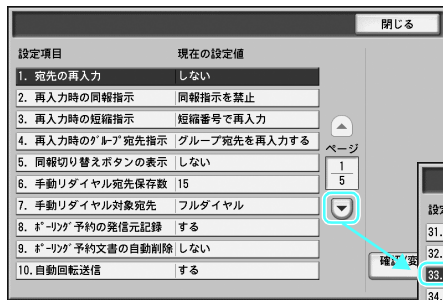 閉じる
設定項目 現在の設定値
1. 宛先の再入力 しない
2. 再入力時の同報指示 同報指示を禁止
3. 再入力時の短縮指示 短縮番号で再入力
4. 再入力時のグループ宛先指示 グループ宛先を再入力する
5. 同報切り替えボタンの表示 しない
6. 手動リダイヤル宛先保存数 15
7. 手動リダイヤル対象宛先 フルダイヤル
8. ポーリング予約の発信元記録 する
9. ポーリング予約文書の自動削除 しない
10. 自動回転送信 する
ページ
1
5
確認/変
設
31.
32.
33.
34.